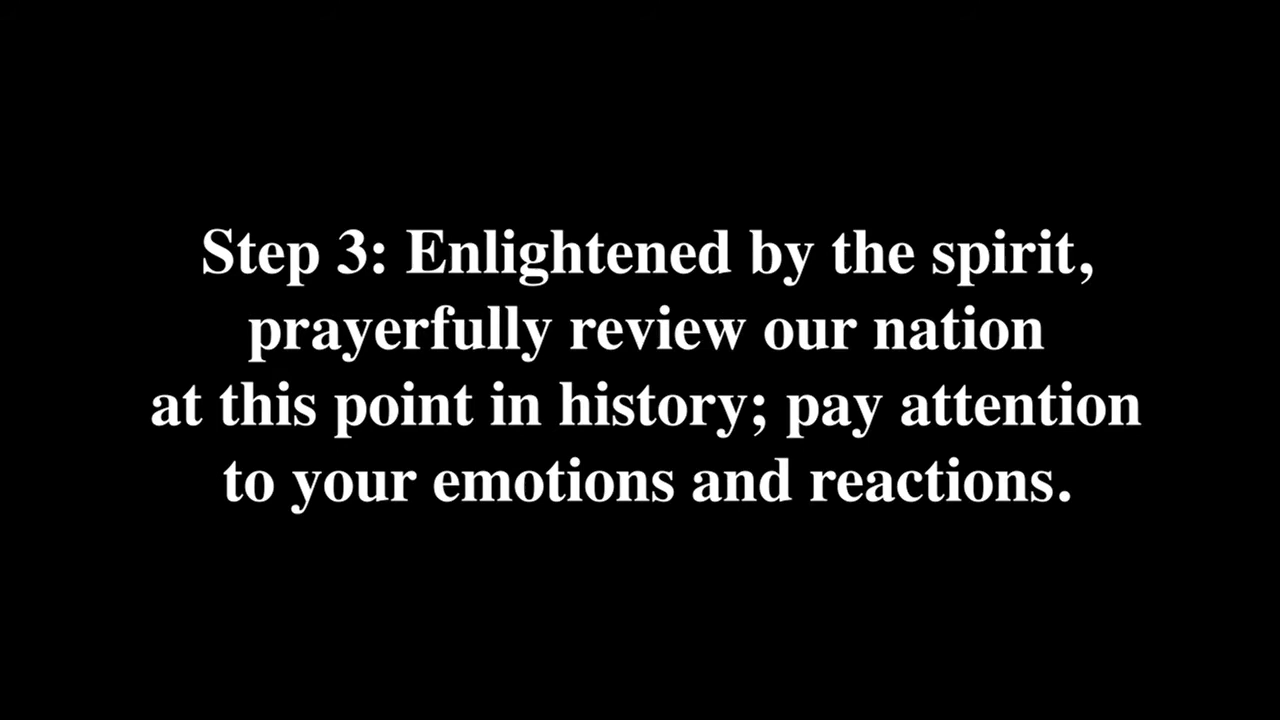 Step 3: Enlightened by the spirit,
prayerfully review our nation
at this point in history; pay attention
to your emotions and reactions.